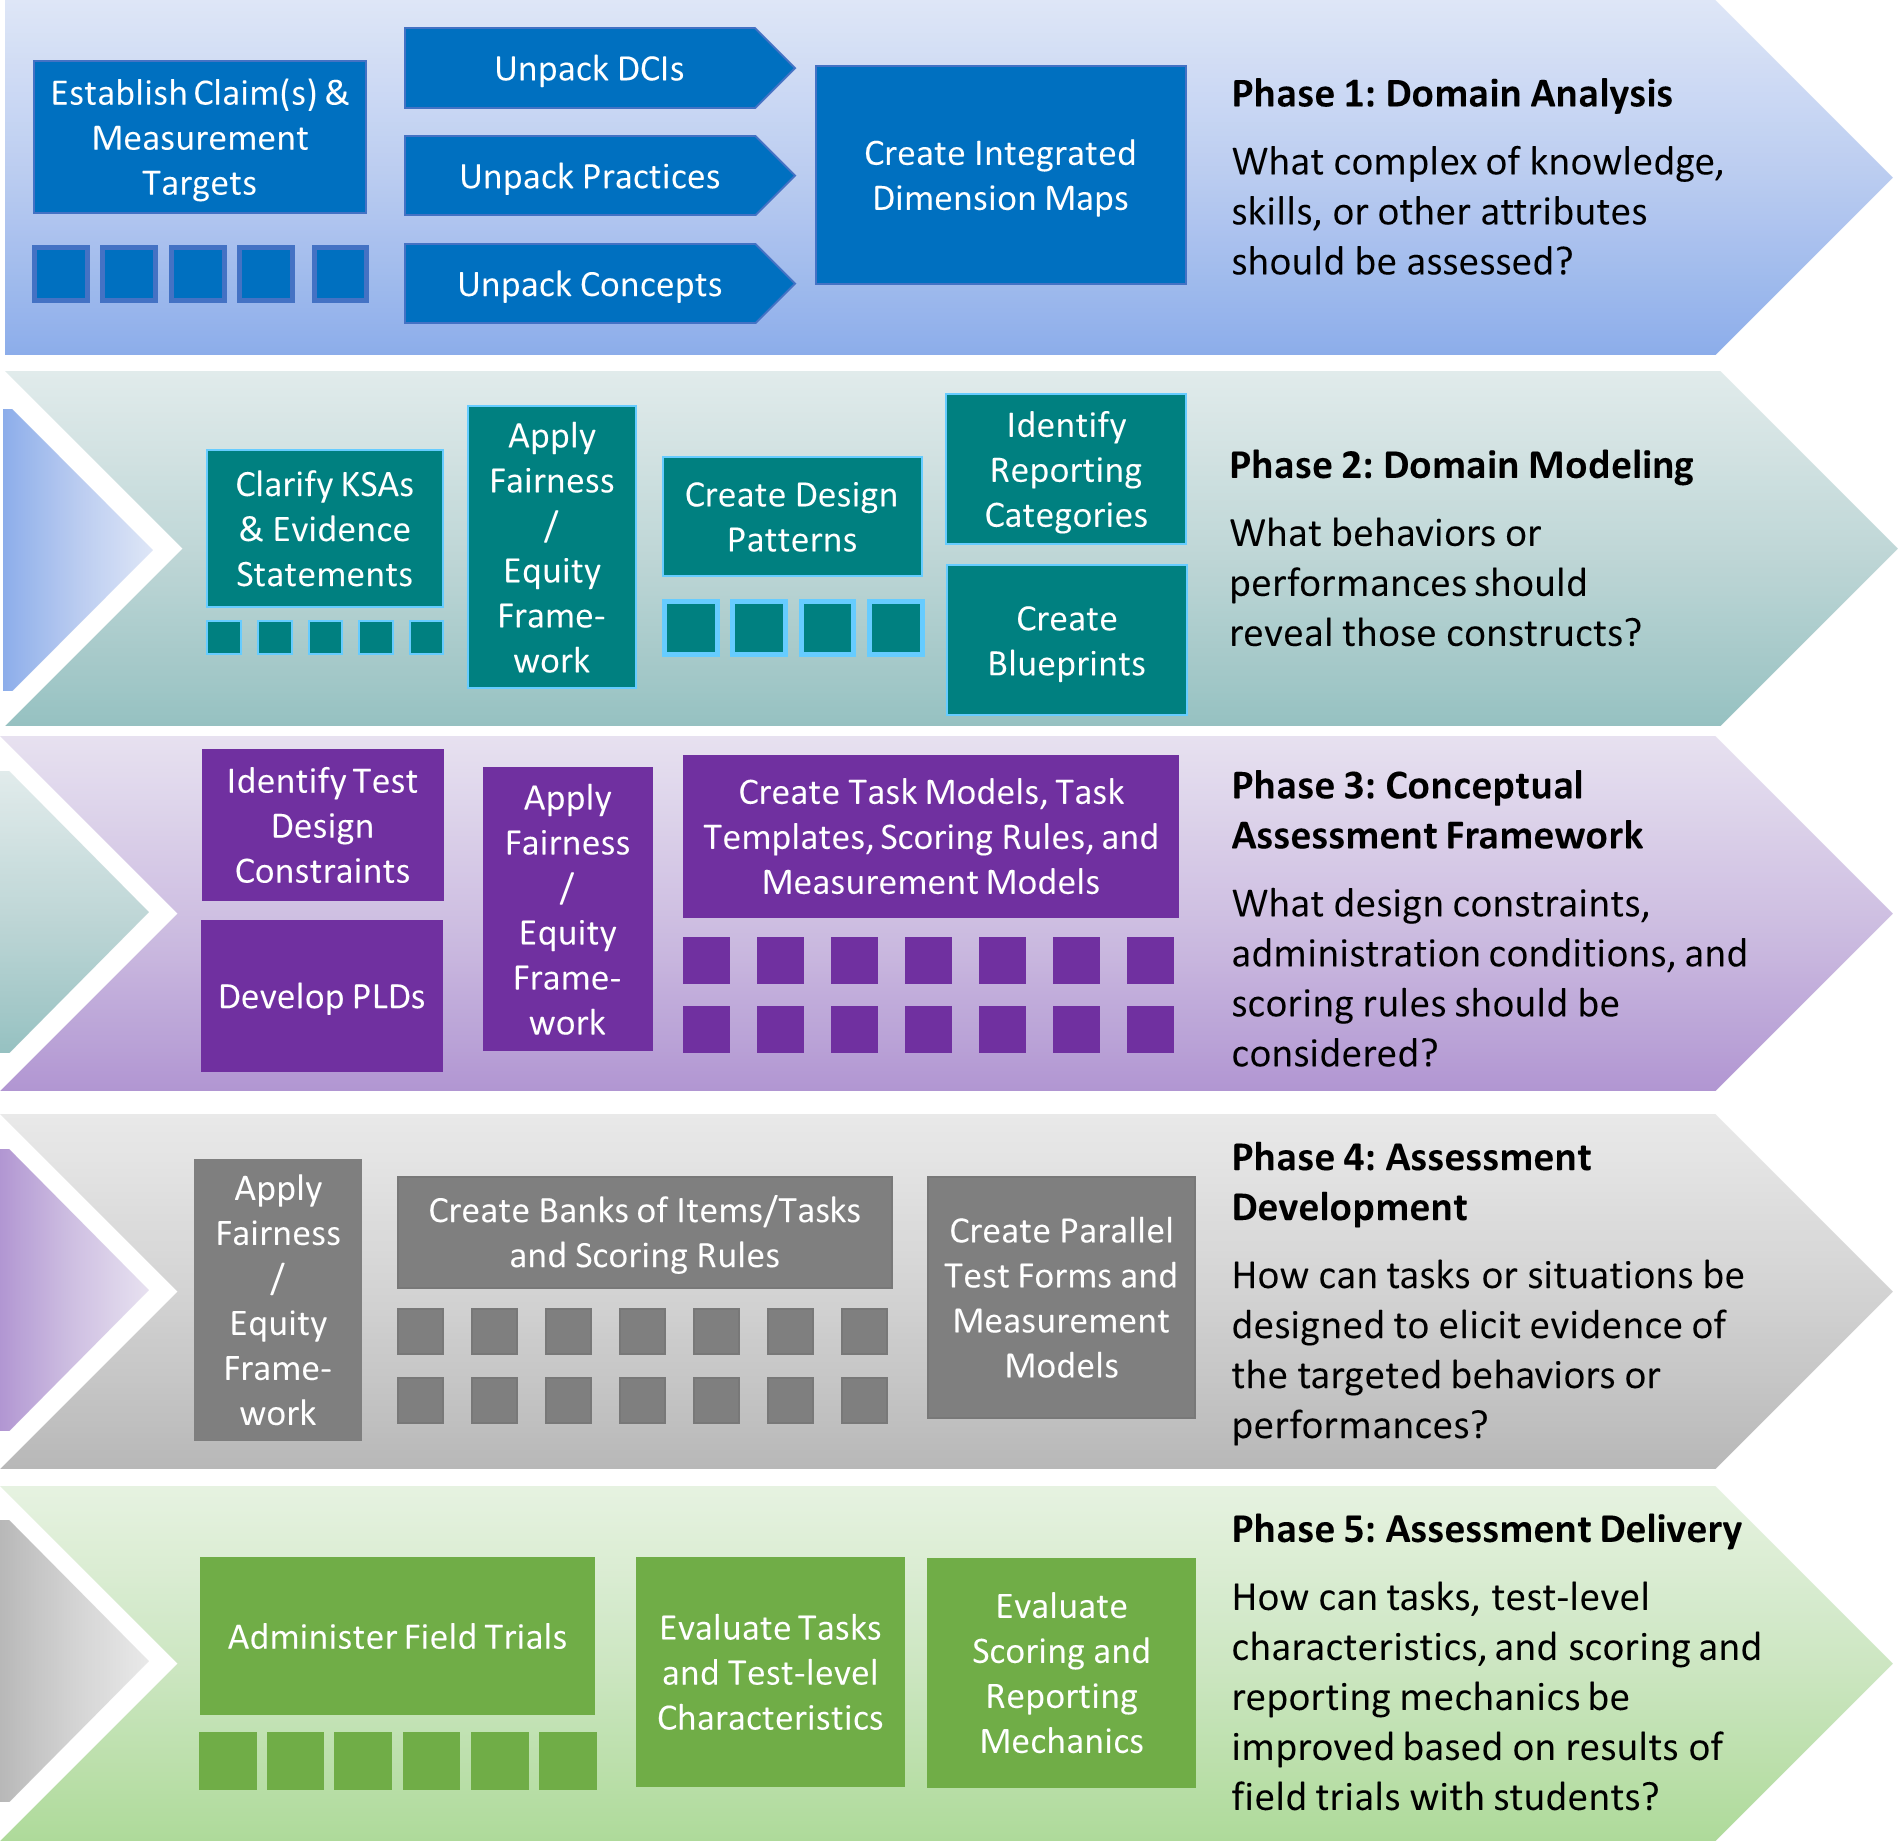 Establish Claim(s) &
Measurement
Targets
Unpack DCIs
Unpack Practices
Unpack Concepts
Create Integrated
Dimension Maps
Phase 1: Domain Analysis
What complex of knowledge,
skills, or other attributes
should be assessed?
Clarify KSAs
& Evidence
Statements
Apply
Fairness
/
Equity
Frame-
work
Create Design
Patterns
Identify
Reporting
Categories
Create
Blueprints
Phase 2: Domain Modeling
What behaviors or
performances should
reveal those constructs?
Identify Test
Design
Constraints
Develop PLDs
Apply
Fairness
/
Equity
Frame-
work
Create Task Models, Task
Templates, Scoring Rules, and
Measurement Models
Phase 3: Conceptual
Assessment Framework
What design constraints,
administration conditions, and
scoring rules should be
considered?
Apply
Fairness
/
Equity
Frame-
work
Create Banks of Items/Tasks
and Scoring Rules
Create Parallel
Test Forms and
Measurement
Models
Phase 4: Assessment
Development
How can tasks or situations be
designed to elicit evidence of
the targeted behaviors or
performances?
Administer Field Trials
Evaluate Tasks
and Test-level
Characteristics
Evaluate
Scoring and
Reporting
Mechanics
Phase 5: Assessment Delivery
How can tasks, test-level
characteristics, and scoring and
reporting mechanics be
improved based on results of
field trials with students?